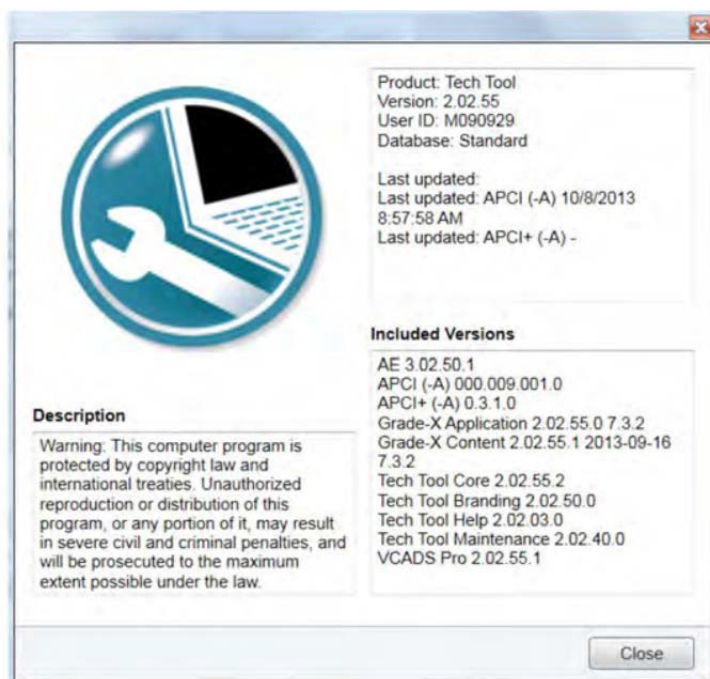 Product: Tech Tool
Version: 2.02.55
User ID: M090929
Database: Standard
Last updated:
Last updated: APCI (-A) 10/8/2013
8:57:58 AM
Last updated: APCI+ (-A) -
Included Versions
AE 3.02.50.1
APCI (-A) 000.009.001.0
APCI+ (-A) 0.3.1.0
Grade-X Application 2.02.55.0 7.3.2
Grade-X Content 2.02.55.1 2013-09-16
7.3.2
Tech Tool Core 2.02.55.2
Tech Tool Branding 2.02.50.0
Tech Tool Help 2.02.03.0
Tech Tool Maintenance 2.02.40.0
VCADS Pro 2.02.55.1
Description
Warning: This computer program is
protected by copyright law and
international treaties. Unauthorized
reproduction or distribution of this
program, or any portion of it, may result
in severe civil and criminal penalties, and
will be prosecuted to the maximum
extent possible under the law.
Close